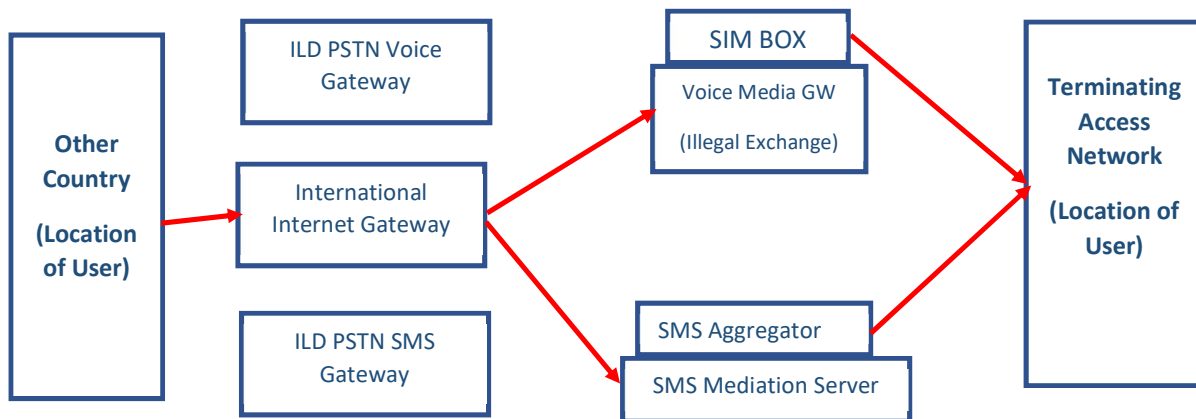 Other
Country
(Location
of User)
ILD PSTN Voice
Gateway
International
Internet Gateway
ILD PSTN SMS
Gateway
SIM BOX
Voice Media GW
(Illegal Exchange)
SMS Aggregator
SMS Mediation Server
Terminating
Access
Network
(Location of
User)